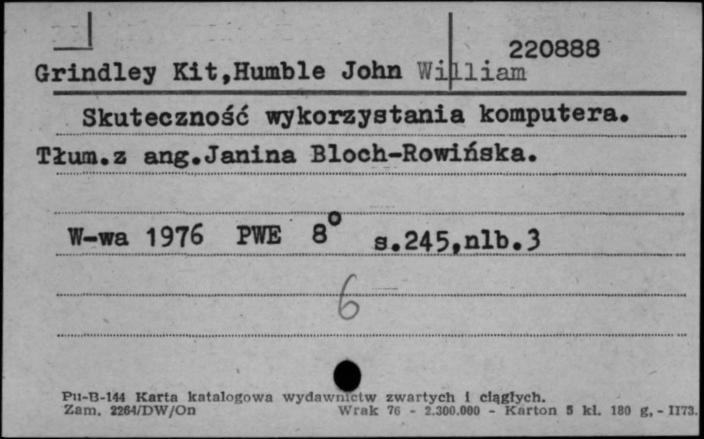 220888
Grindley Kit,Humble John William
Skuteczność wykorzystania komputera.
Tłum.z ang.Janina Bloch-Rowińska.
W-wa 1976 PWE 8° s.245,nlb.3
6
Pu-B-144 Karta katalogowa wydawnictw zwartych i ciągłych.
Zam. 2264/DW/On Wrak 76 - 2.300.000 - Karton 5 kl. 180 g, - II73.